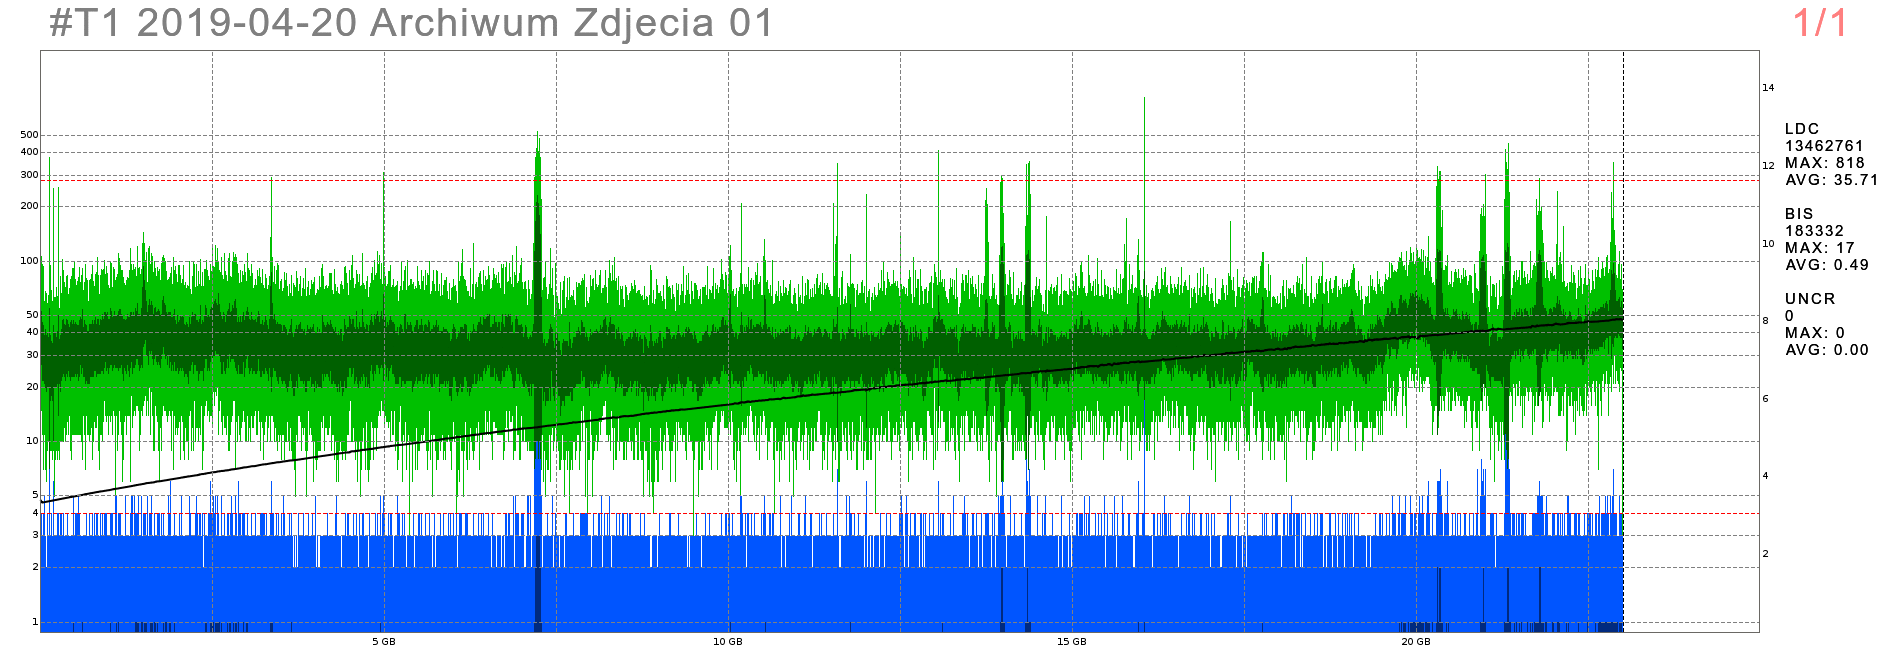 #T1 2019-04-20 Archiwum Zdjecia 01
1/1
500
400
300
200
100
50
40
30
20
10
5
4
3
2
1
14
12
10
8
6
4
2
5 GB
10 GB
15 GB
20 GB
LDC
13462761
MAX: 818
AVG: 35.71
BIS
183332
MAX: 17
AVG: 0.49
UNCR
0
MAX: 0
AVG: 0.00